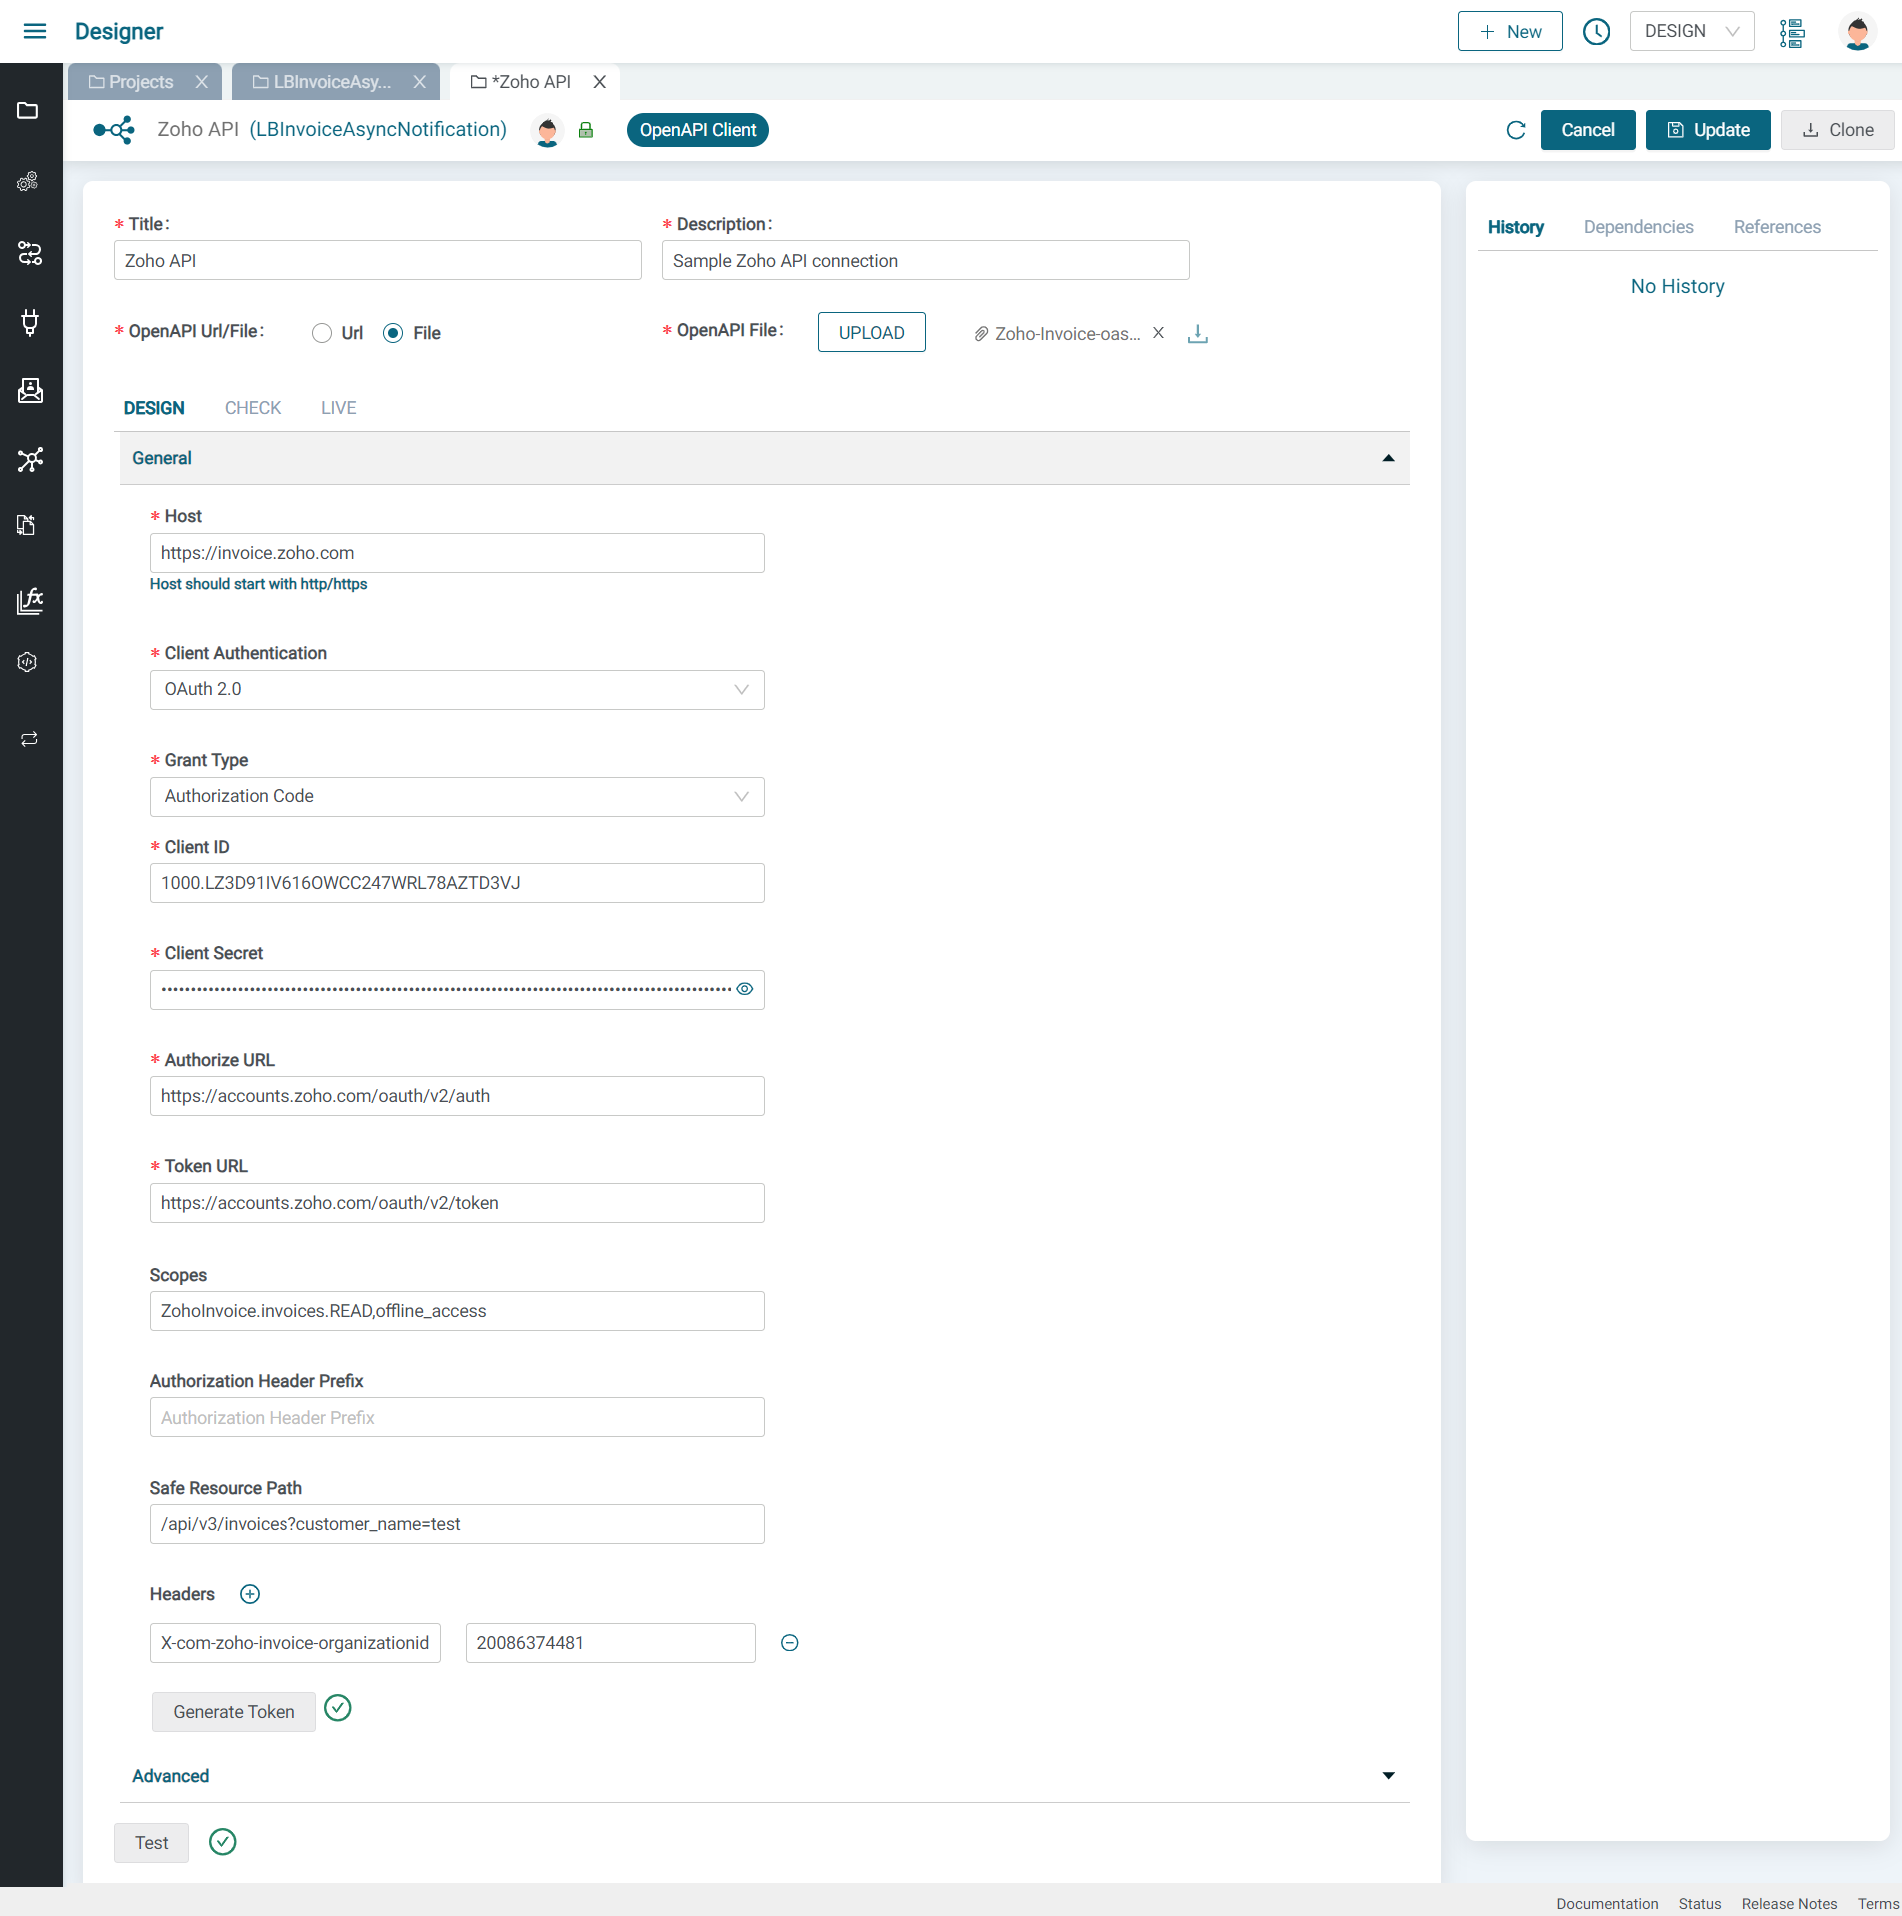 Designer
New
DESIGN
Projects
LBInvoiceAsy...
*Zoho API
Zoho API (LBInvoiceAsyncNotification)
OpenAPI Client
Cancel
Update
Clone
* Title:
* Description:
Zoho API
Sample Zoho API connection
* OpenAPI Url/File:
Url
File
* OpenAPI File:
UPLOAD
Zoho-Invoice-oas...
DESIGN CHECK LIVE
General
* Host
https://invoice.zoho.com
Host should start with http/https
* Client Authentication
OAuth 2.0
* Grant Type
Authorization Code
* Client ID
1000.LZ3D91IV616OWCC247WRL78AZTD3VJ
* Client Secret
* Authorize URL
https://accounts.zoho.com/oauth/v2/auth
* Token URL
https://accounts.zoho.com/oauth/v2/token
Scopes
ZohoInvoice.invoices.READ,offline_access
Authorization Header Prefix
Authorization Header Prefix
Safe Resource Path
/api/v3/invoices?customer_name=test
Headers
X-com-zoho-invoice-organizationid
20086374481
Generate Token
Advanced
Test
History Dependencies References
No History
Documentation Status Release Notes Terms